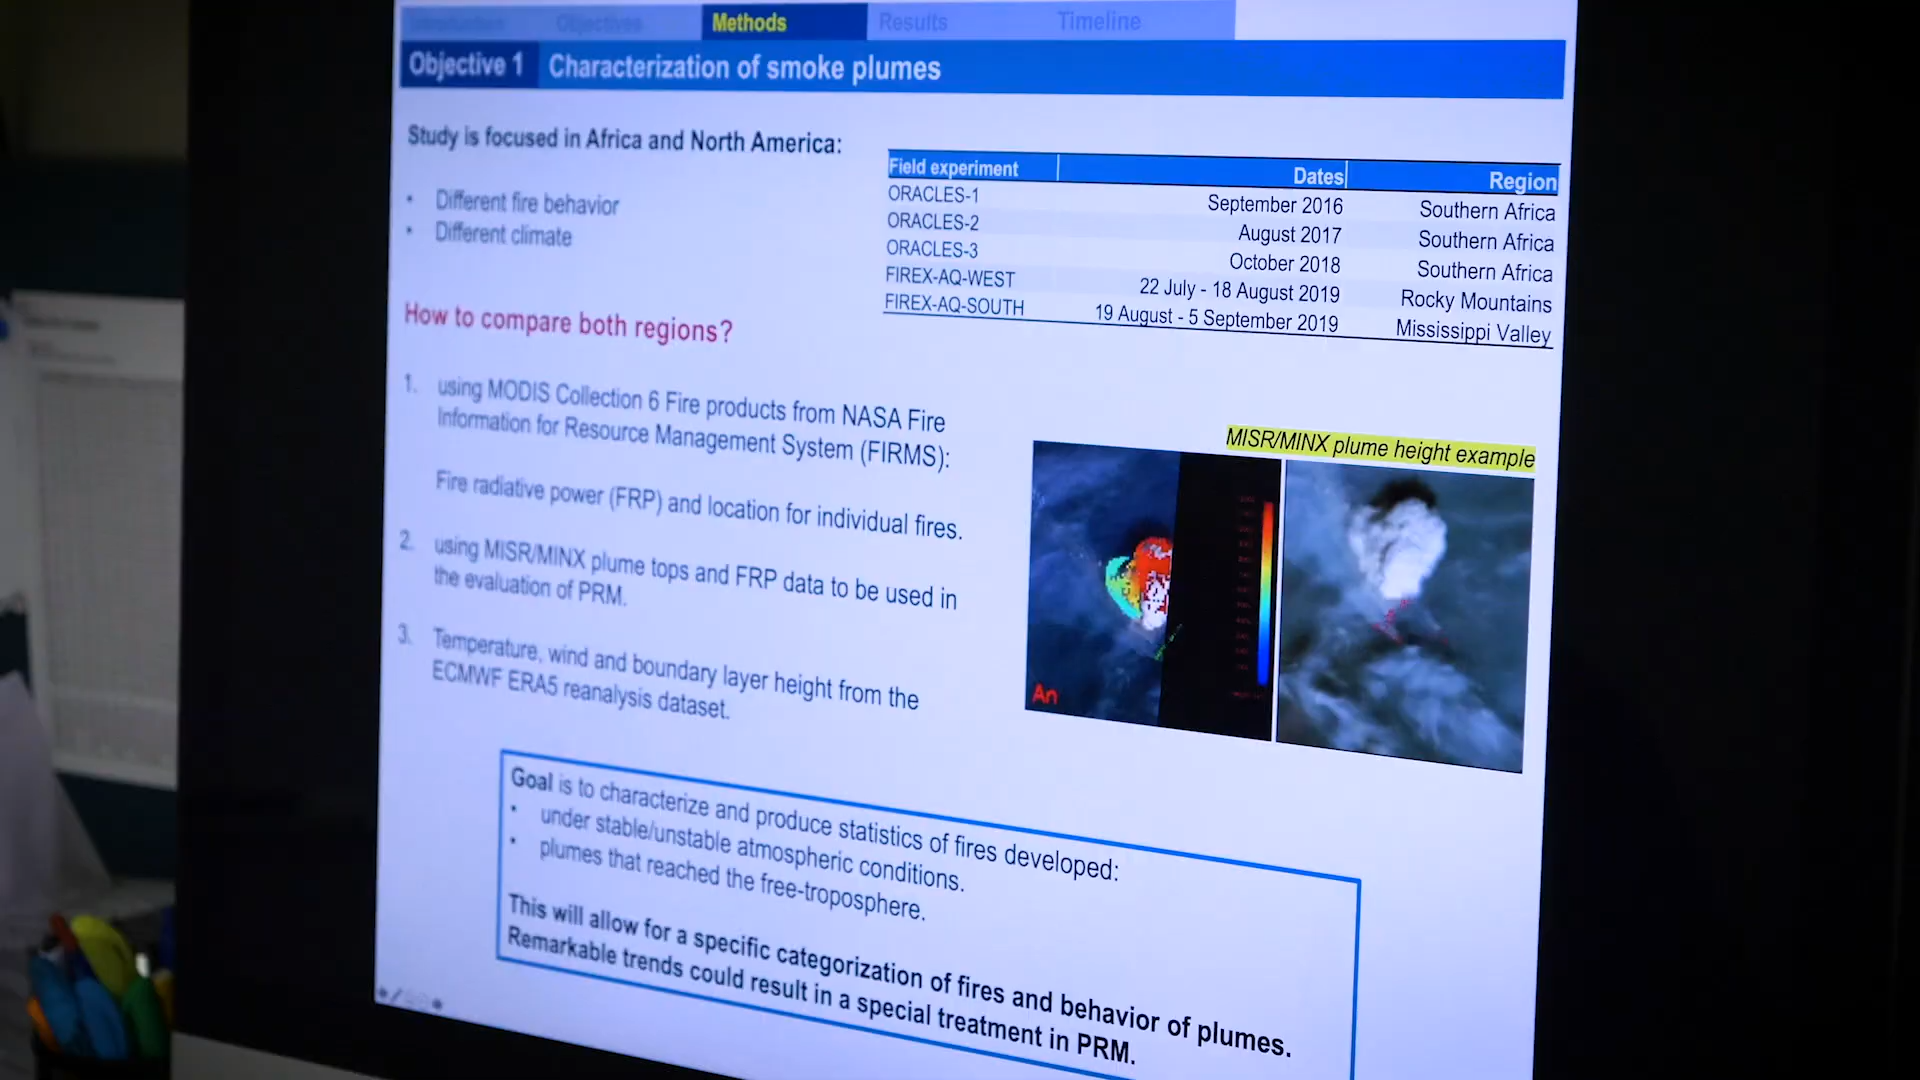 Introduction Objectives Methods Results Timeline
Objective 1 Characterization of smoke plumes
Study is focused in Africa and North America:
• Different fire behavior
• Different climate
Field experiment Dates Region
ORACLES-1 September 2016 Southern Africa
ORACLES-2 August 2017 Southern Africa
ORACLES-3 October 2018 Southern Africa
FIREX-AQ-WEST 22 July - 18 August 2019 Rocky Mountains
FIREX-AQ-SOUTH 19 August - 5 September 2019 Mississippi Valley
How to compare both regions?
1. using MODIS Collection 6 Fire products from NASA Fire
Information for Resource Management System (FIRMS):
Fire radiative power (FRP) and location for individual fires.
2. using MISR/MINX plume tops and FRP data to be used in
the evaluation of PRM.
3. Temperature, wind and boundary layer height from the
ECMWF ERA5 reanalysis dataset.
MISR/MINX plume height example
An
Goal is to characterize and produce statistics of fires developed:
• under stable/unstable atmospheric conditions.
• plumes that reached the free-troposphere.
This will allow for a specific categorization of fires and behavior of plumes.
Remarkable trends could result in a special treatment in PRM.